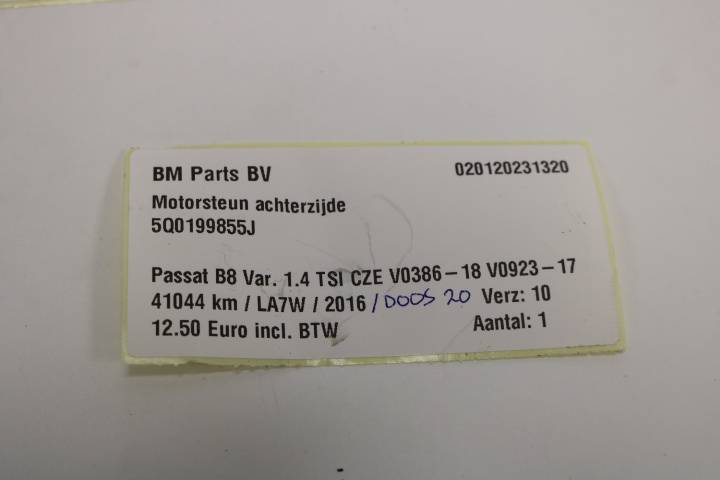 BM Parts BV 020120231320
Motorsteun achterzijde
5Q0199855J
Passat B8 Var. 1.4 TSI CZE V0386-18 V0923-17
41044 km / LA7W / 2016 / DOOS 20 Verz: 10
12.50 Euro incl. BTW Aantal: 1